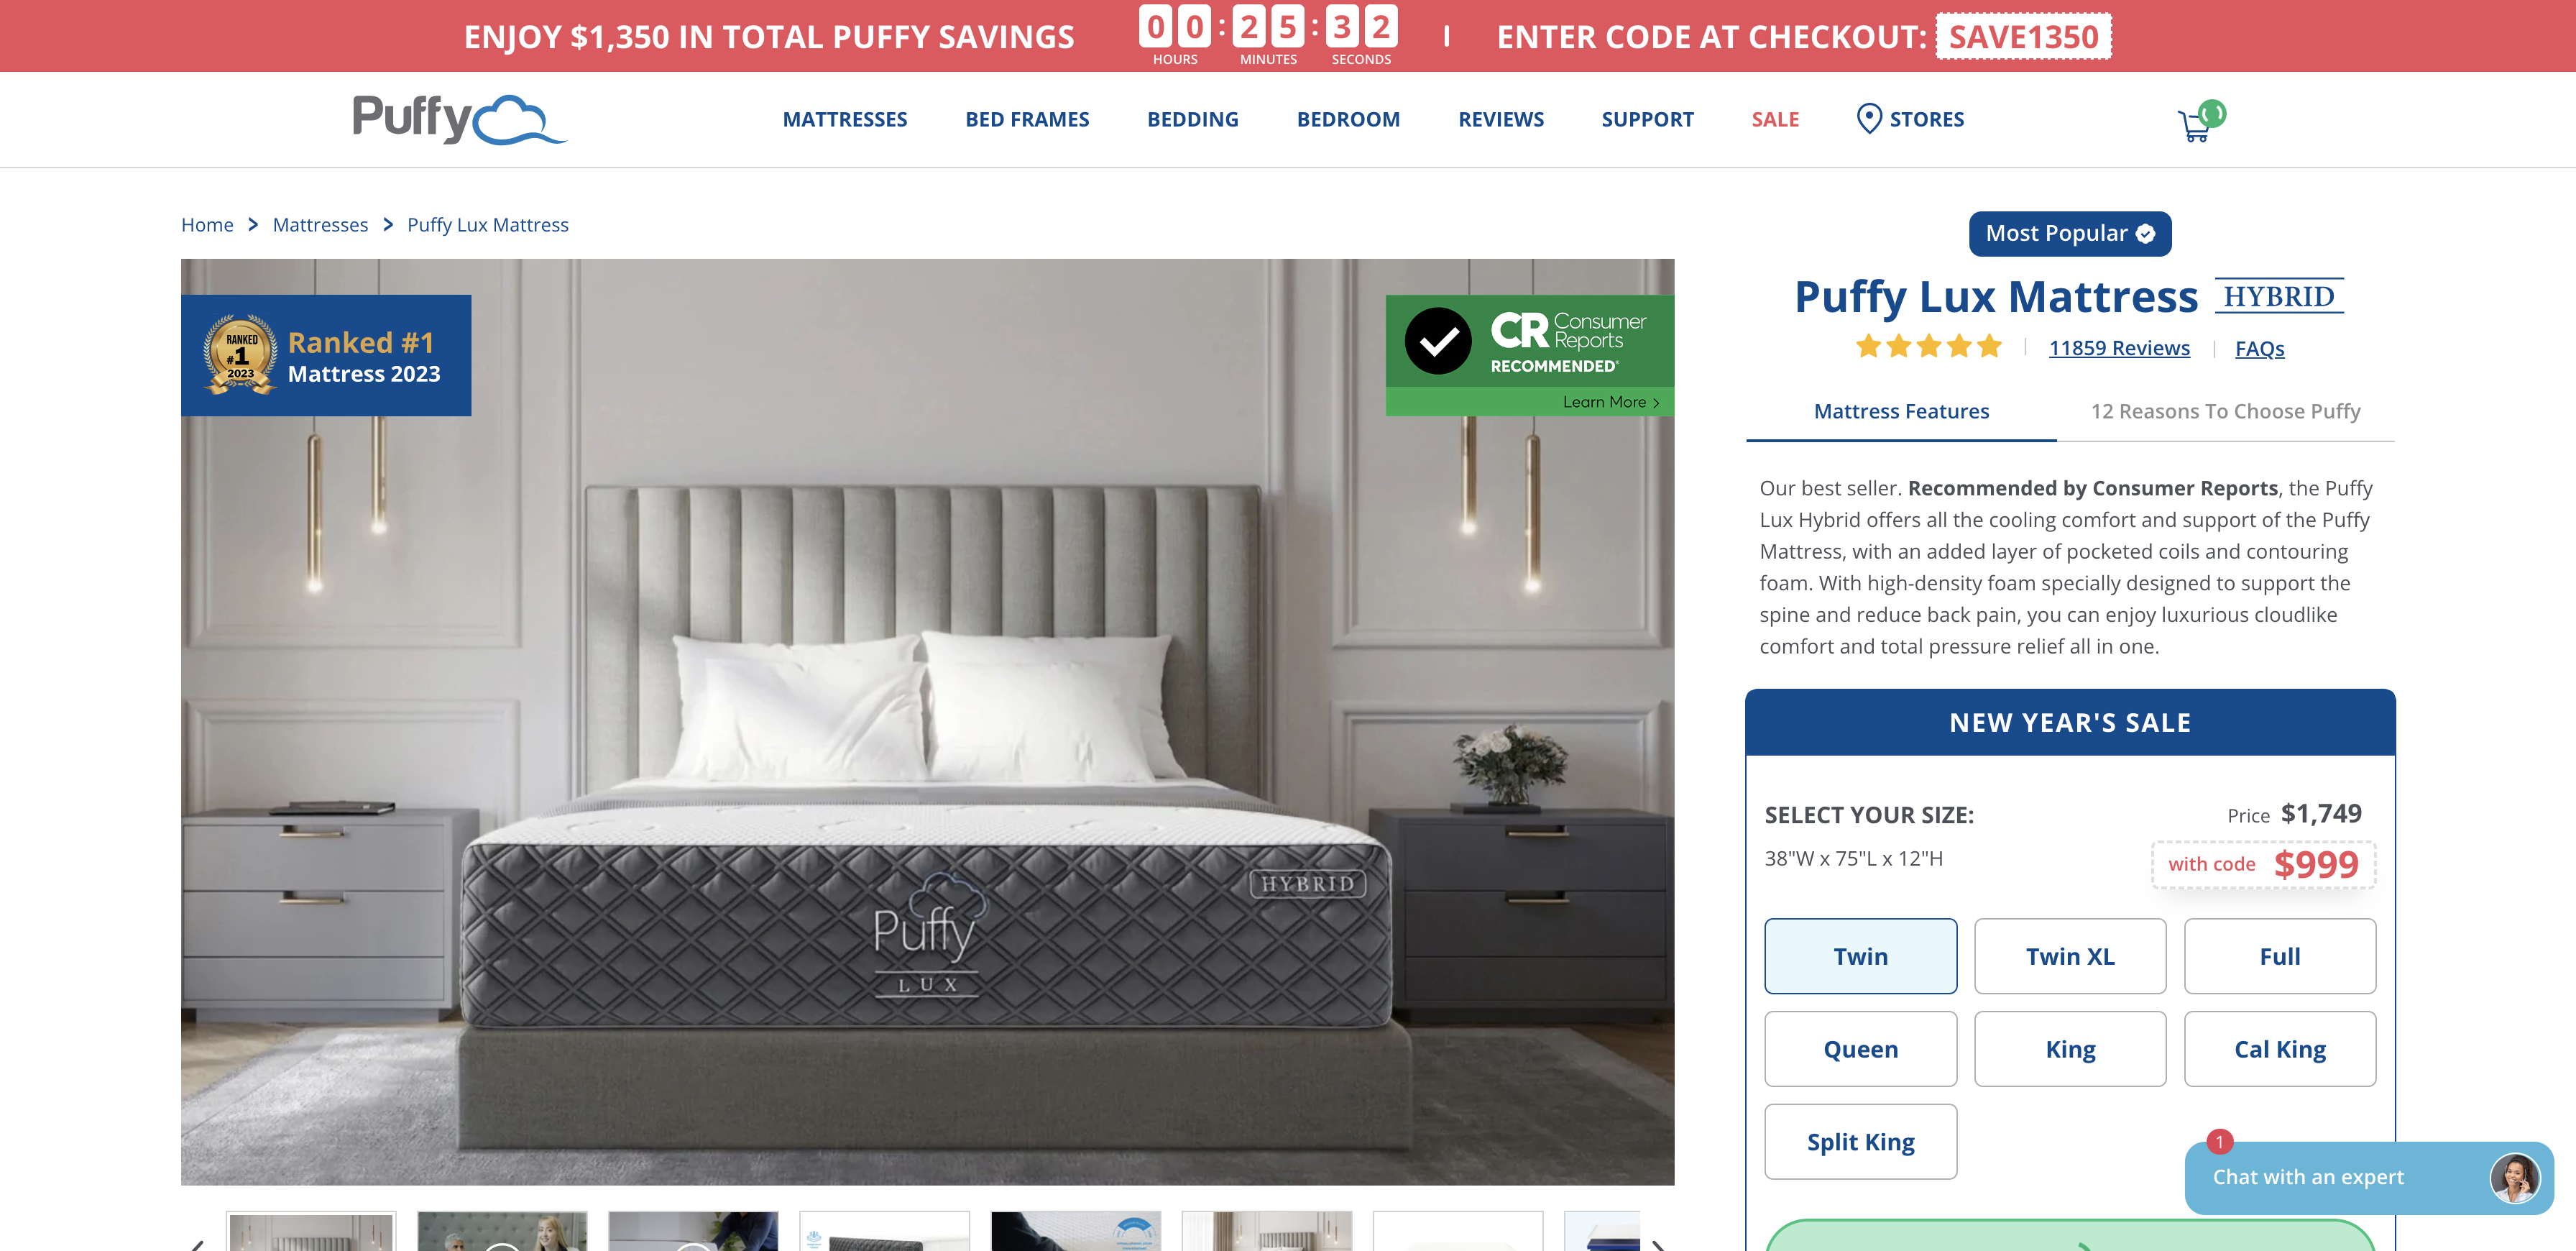 ENJOY $1,350 IN TOTAL PUFFY SAVINGS
00 : 25 : 32
HOURS MINUTES SECONDS
ENTER CODE AT CHECKOUT: SAVE1350
Puffy
MATTRESSES BED FRAMES BEDDING BEDROOM REVIEWS SUPPORT SALE STORES
Home > Mattresses > Puffy Lux Mattress
RANDED
#1
2023
Ranked #1
Mattress 2023
CR Consumer
Reports
RECOMMENDED
Learn More >
HYBRID
Puffy
LUX
Most Popular
Puffy Lux Mattress HYBRID
11859 Reviews | FAQs
Mattress Features
12 Reasons To Choose Puffy
Our best seller. Recommended by Consumer Reports, the Puffy
Lux Hybrid offers all the cooling comfort and support of the Puffy
Mattress, with an added layer of pocketed coils and contouring
foam. With high-density foam specially designed to support the
spine and reduce back pain, you can enjoy luxurious cloudlike
comfort and total pressure relief all in one.
NEW YEAR'S SALE
SELECT YOUR SIZE:
Price $1,749
38"W x 75"L x 12"H
with code $999
Twin
Twin XL
Full
Queen
King
Cal King
Split King
1
Chat with an expert